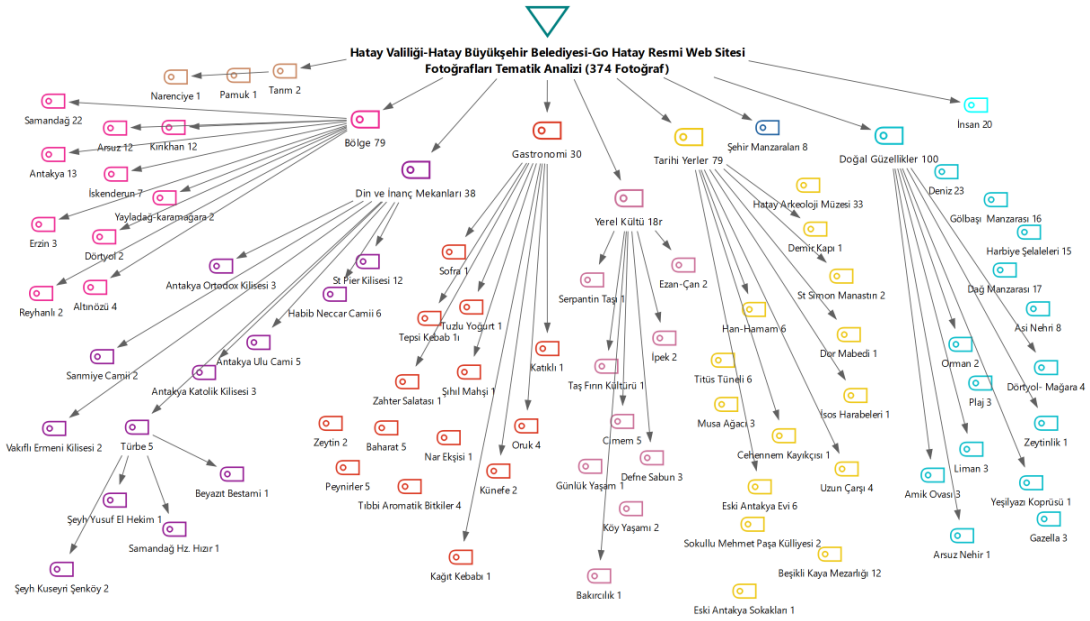 Hatay Valiliği-Hatay Büyükşehir Belediyesi-Go Hatay Resmi Web Sitesi
Fotoğrafları Tematik Analizi (374 Fotoğraf)
Narenciye 1
Pamuk 1
Tarım 2
Samandağ 22
Arsuz 12
Kırıkhan 12
Bölge 79
Antakya 13
İskenderun 7
Yayladağ-karamağara 2
Erzin 3
Dörtyol 2
Reyhanlı 2
Altınözü 4
Din ve İnanç Mekanları 38
Antakya Ortodox Kilisesi 3
St Pier Kilisesi 12
Habib Neccar Camii 6
Antakya Ulu Cami 5
Sarımiye Camii 2
Antakya Katolik Kilisesi 3
Vakıflı Ermeni Kilisesi 2
Türbe 5
Beyazıt Bestami 1
Şeyh Yusuf El Hekim 1
Samandağ Hz. Hızır 1
Şeyh Kuseyri Şenköy 2
Gastronomi 30
Sofra 1
Tuzlu Yoğurt 1
Tepsi Kebab 1ı
Katıklı 1
Şıhıl Mahşi 1
Zahter Salatası 1
Zeytin 2
Baharat 5
Nar Ekşisi 1
Oruk 4
Peynirler 5
Tıbbi Aromatik Bitkiler 4
Künefe 2
Kağıt Kebabı 1
Yerel Kültü 18r
Serpantin Taşı 1
Ezan-Çan 2
İpek 2
Taş Fırın Kültürü 1
Cimem 5
Günlük Yaşam 1
Defne Sabun 3
Köy Yaşamı 2
Bakırcılık 1
Tarihi Yerler 79
Hatay Arkeoloji Müzesi 33
Demir Kapı 1
St Simon Manastırı 2
Han-Hamam 6
Dor Mabedi 1
Titüs Tüneli 6
Musa Ağacı 3
İsos Harabeleri 1
Cehennem Kayıkçısı 1
Uzun Çarşı 4
Eski Antakya Evi 6
Sokullu Mehmet Paşa Külliyesi 2
Beşikli Kaya Mezarlığı 12
Eski Antakya Sokakları 1
Şehir Manzaraları 8
Doğal Güzellikler 100
Deniz 23
Gölbaşı Manzarası 16
Harbiye Şelaleleri 15
Dağ Manzarası 17
Asi Nehri 8
Orman 2
Dörtyol- Mağara 4
Plaj 3
Zeytinlik 1
Liman 3
Amik Ovası 3
Yeşilyazı Koprüsü 1
Gazella 3
Arsuz Nehir 1
İnsan 20